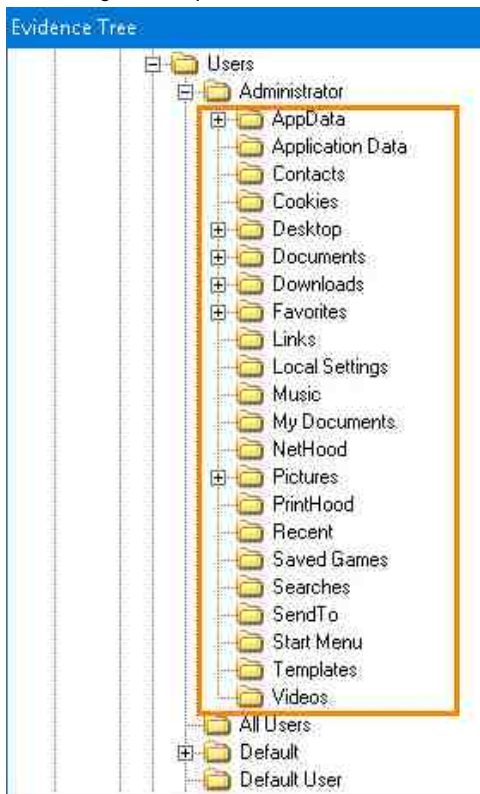 Evidence Tree
Users
Administrator
AppData
Application Data
Contacts
Cookies
Desktop
Documents
Downloads
Favorites
Links
Local Settings
Music
My Documents
NetHood
Pictures
PrintHood
Recent
Saved Games
Searches
SendTo
Start Menu
Templates
Videos
All Users
Default
Default User